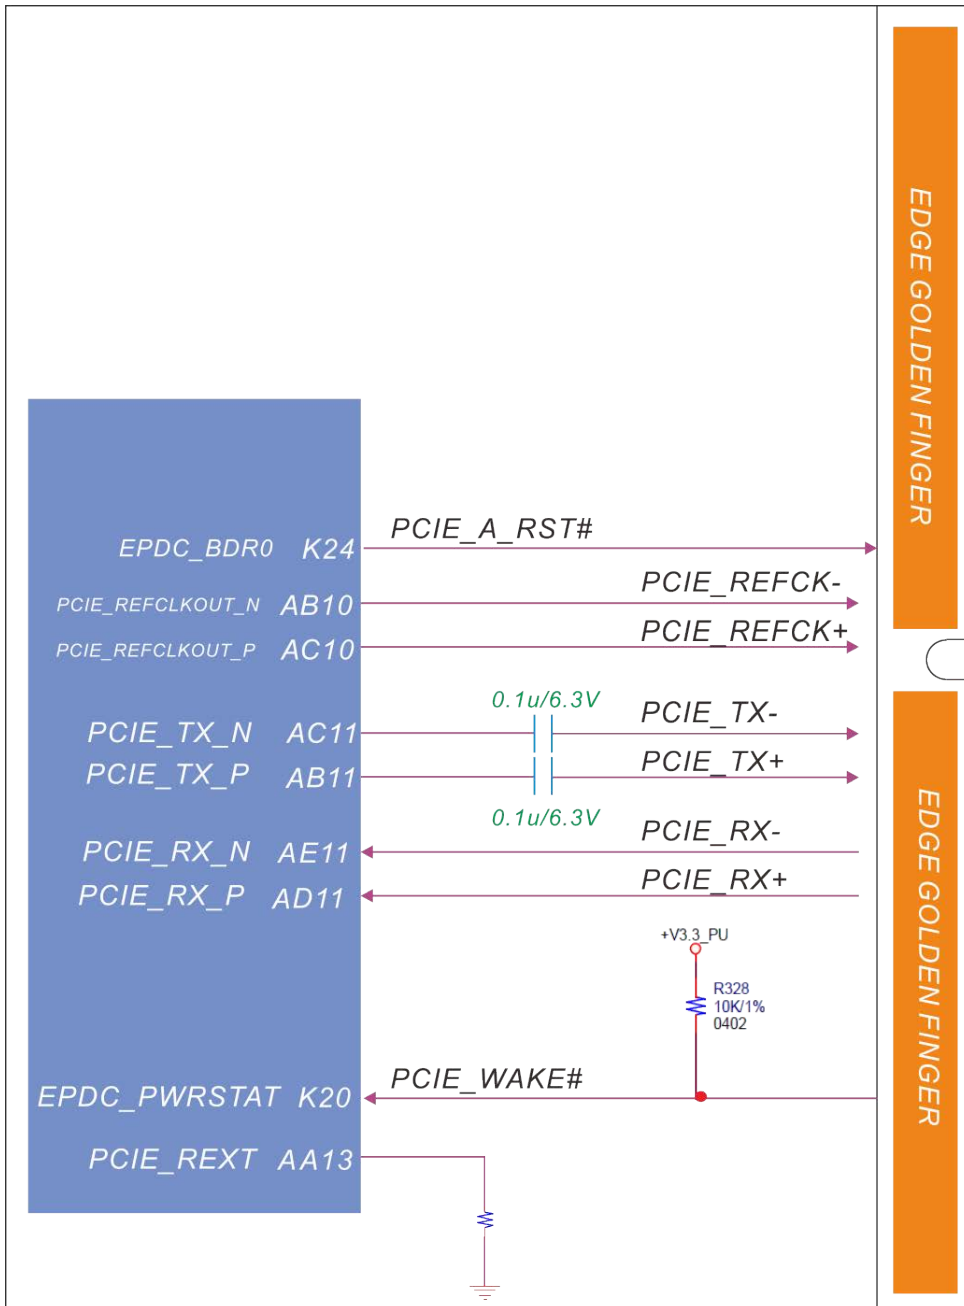 EDGE GOLDEN FINGER
PCIE_A_RST#
EPDC_BDR0 K24
PCIE_REFCK-
PCIE_REFCLKOUT_N AB10
PCIE_REFCK+
PCIE_REFCLKOUT_P AC10
0.1u/6.3V
PCIE_TX-
PCIE_TX_N AC11
PCIE_TX+
PCIE_TX_P AB11
0.1u/6.3V
PCIE_RX-
PCIE_RX_N AE11
PCIE_RX+
PCIE_RX_P AD11
EDGE GOLDEN FINGER
+V3.3_PU
R328
10K/1%
0402
PCIE_WAKE#
EPDC_PWRSTAT K20
PCIE_REXT AA13